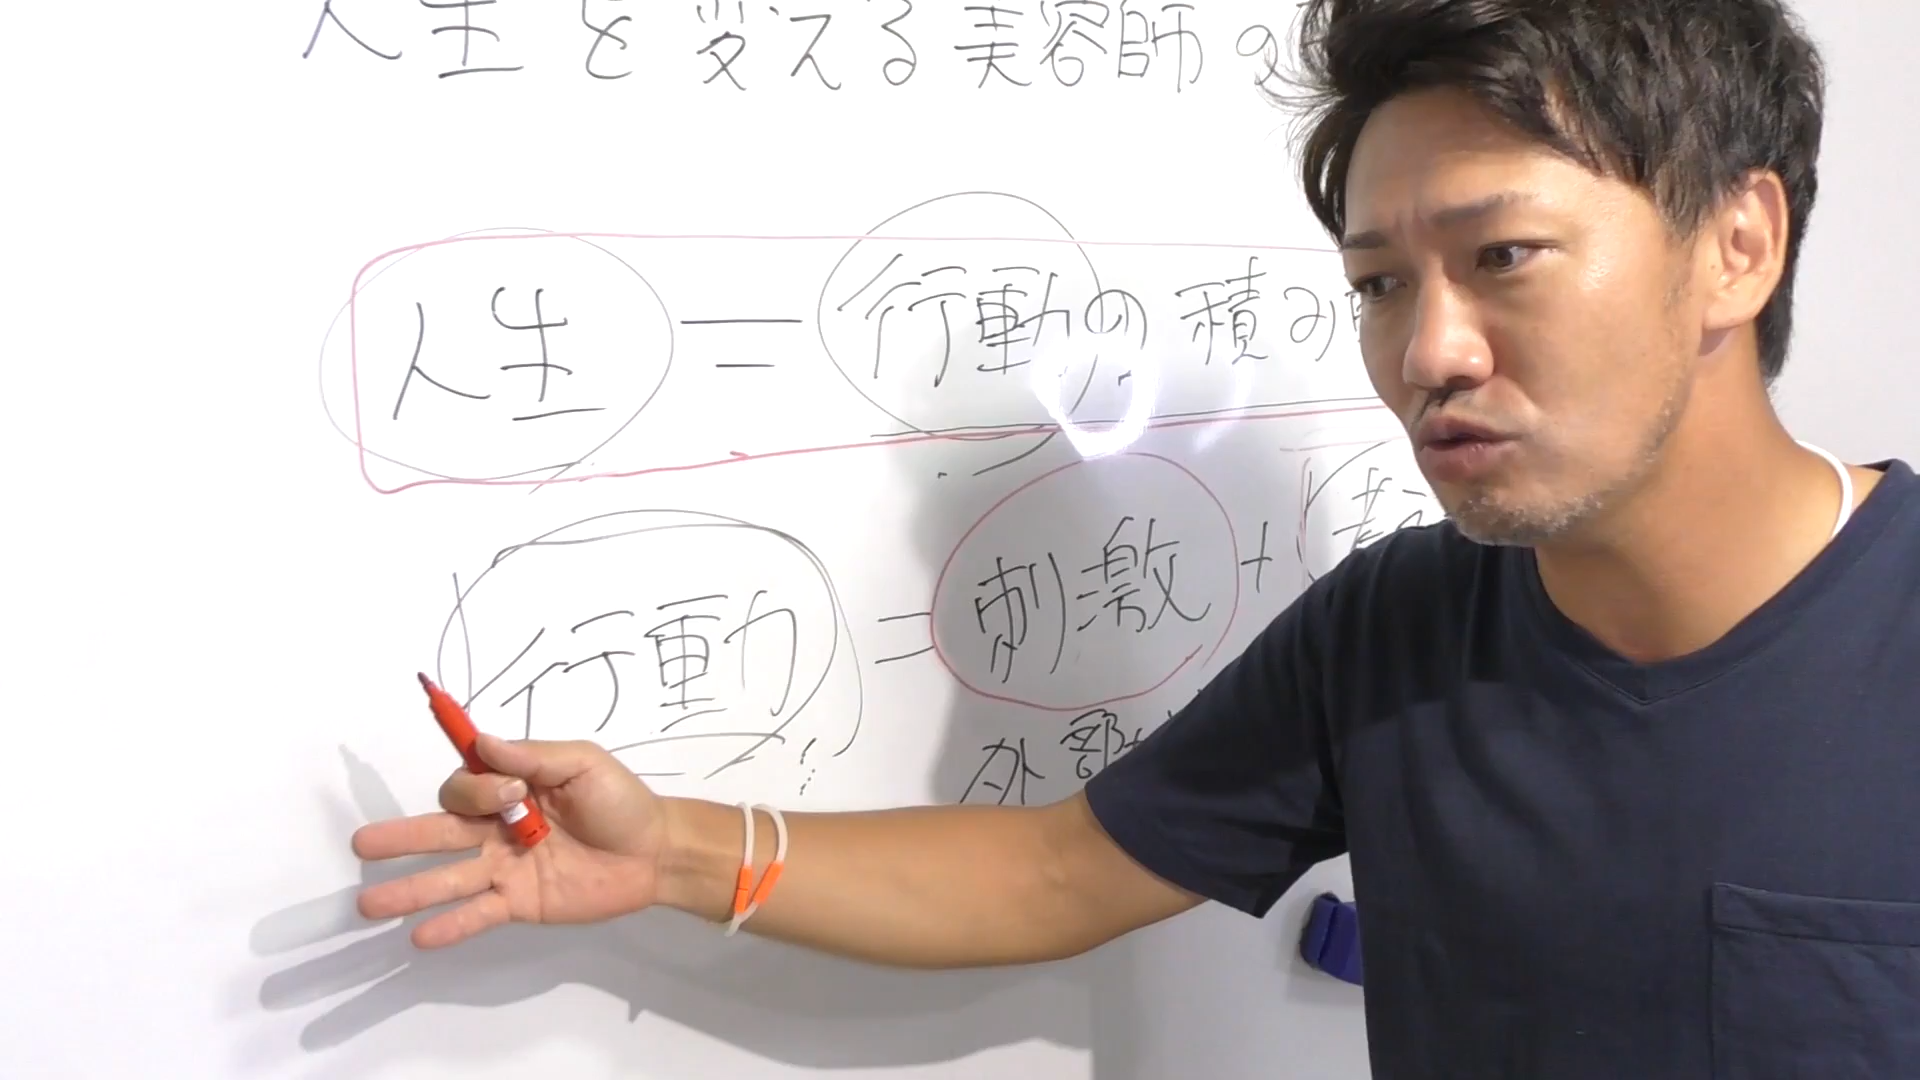 人生を変える美容師の
人生=行動の積み
行動=刺激+
外部